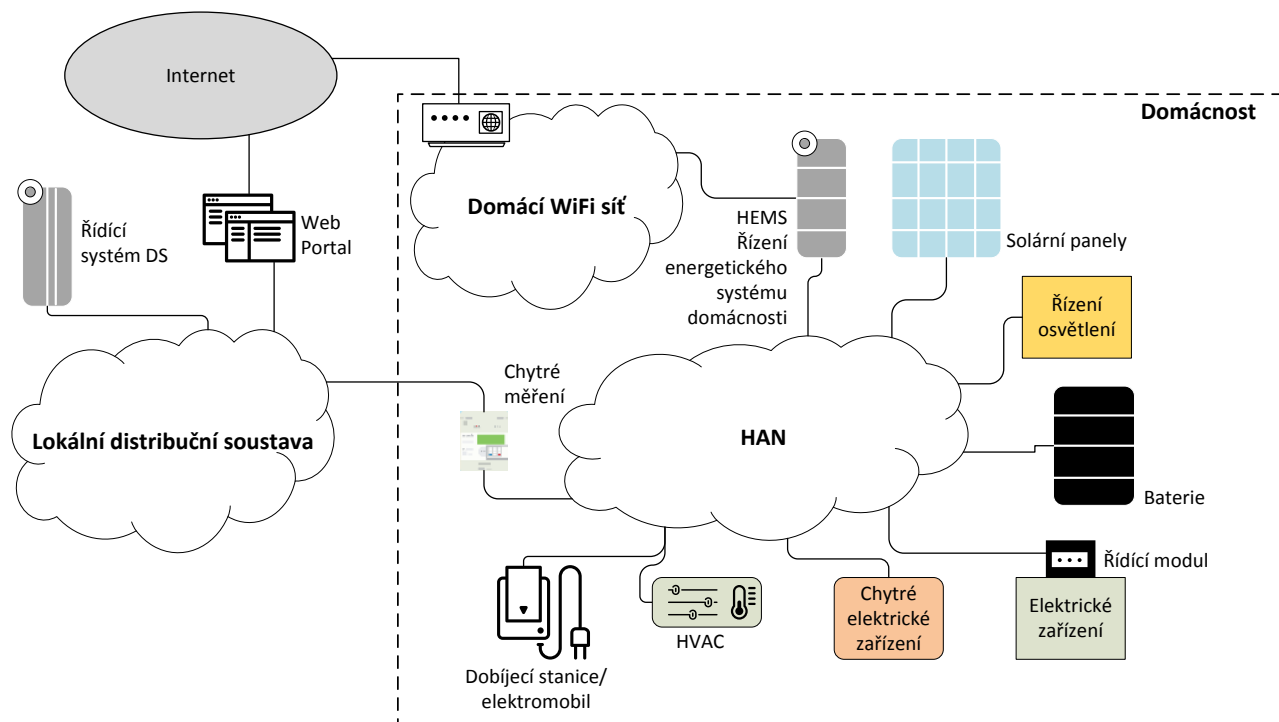 Internet
Domácnost
Domácí WiFi síť
HEMS
Řízení
energetického
systému
domácnosti
Solární panely
Řídící
systém DS
Web
Portal
Řízení
osvětlení
Chytré
měření
Lokální distribuční soustava
HAN
Baterie
Řídící modul
Elektrické
zařízení
Chytré
elektrické
zařízení
HVAC
Dobíjecí stanice/
elektromobil